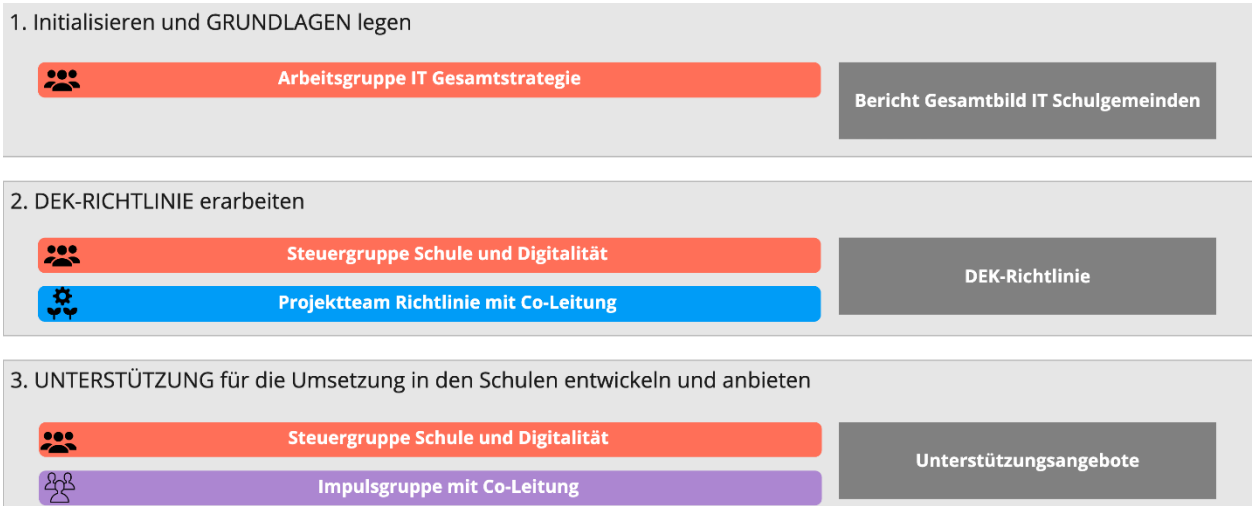 1. Initialisieren und GRUNDLAGEN legen
Arbeitsgruppe IT Gesamtstrategie
Bericht Gesamtbild IT Schulgemeinden
2. DEK-RICHTLINIE erarbeiten
Steuergruppe Schule und Digitalität
Projektteam Richtlinie mit Co-Leitung
DEK-Richtlinie
3. UNTERSTÜTZUNG für die Umsetzung in den Schulen entwickeln und anbieten
Steuergruppe Schule und Digitalität
Impulsgruppe mit Co-Leitung
Unterstützungsangebote